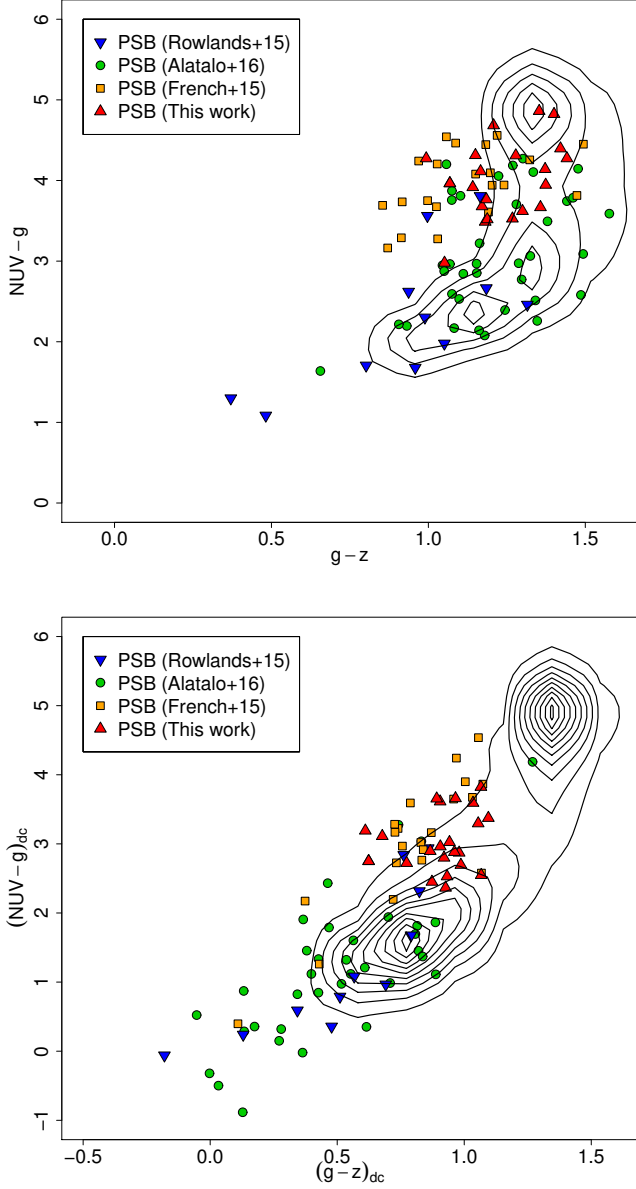 6
5
4
3
2
1
0
NUV−g
PSB (Rowlands+15)
PSB (Alatalo+16)
PSB (French+15)
PSB (This work)
0.0 0.5 1.0 1.5
g−z
6
5
4
3
2
1
0
−1
(NUV−g)dc
PSB (Rowlands+15)
PSB (Alatalo+16)
PSB (French+15)
PSB (This work)
−0.5 0.0 0.5 1.0 1.5
(g−z)dc